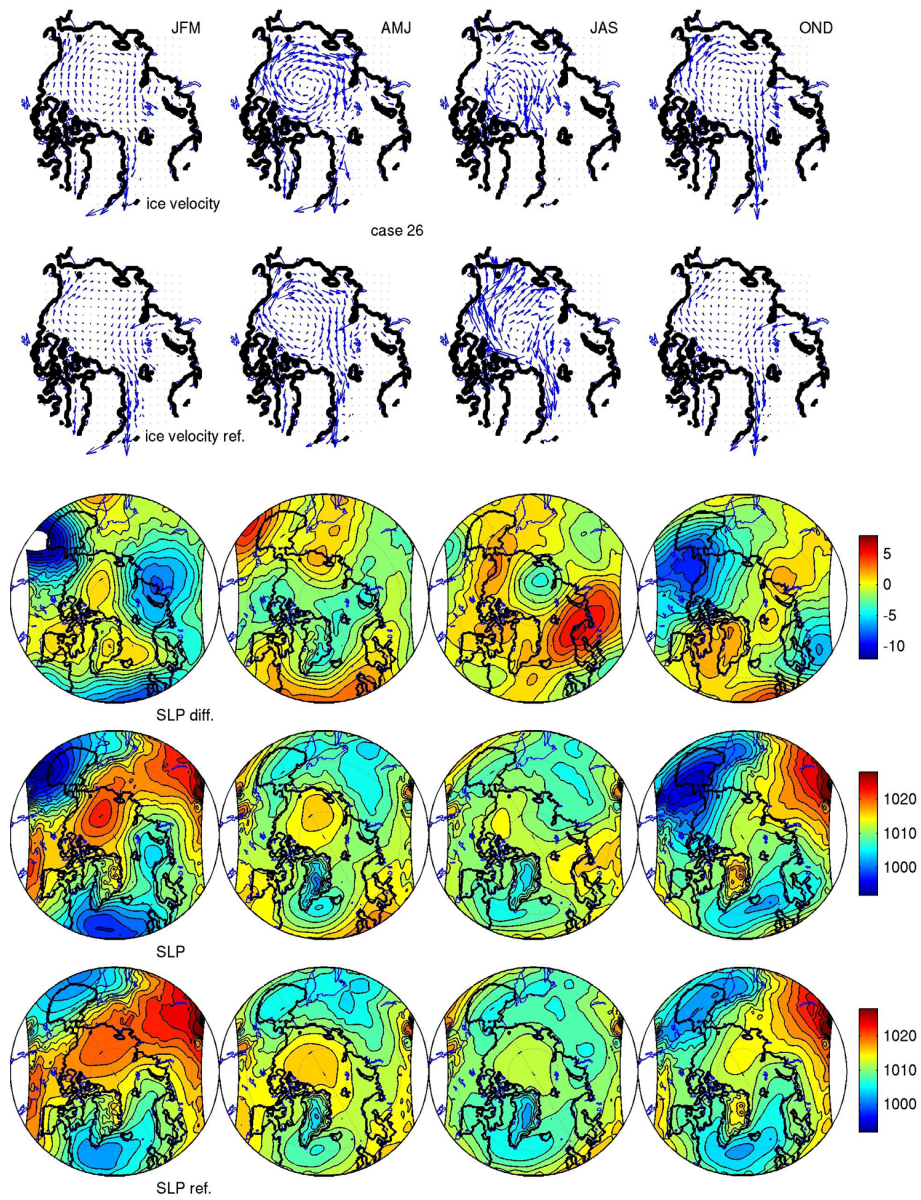 JFM AMJ JAS OND
ice velocity
case 26
ice velocity ref.
5
0
-5
-10
SLP diff.
1020
1010
1000
SLP
1020
1010
1000
SLP ref.